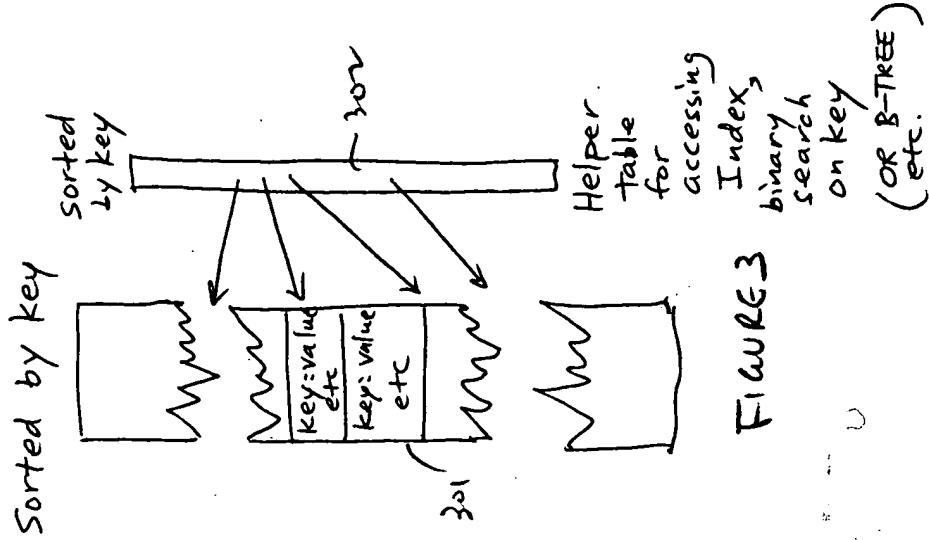 Sorted by key
key=value
etc
key=value
etc
301
FIGURE 3
sorted
by key
302
Helper
table
for
accessing
Index,
binary
search
on key
(OR B-TREE)
etc.